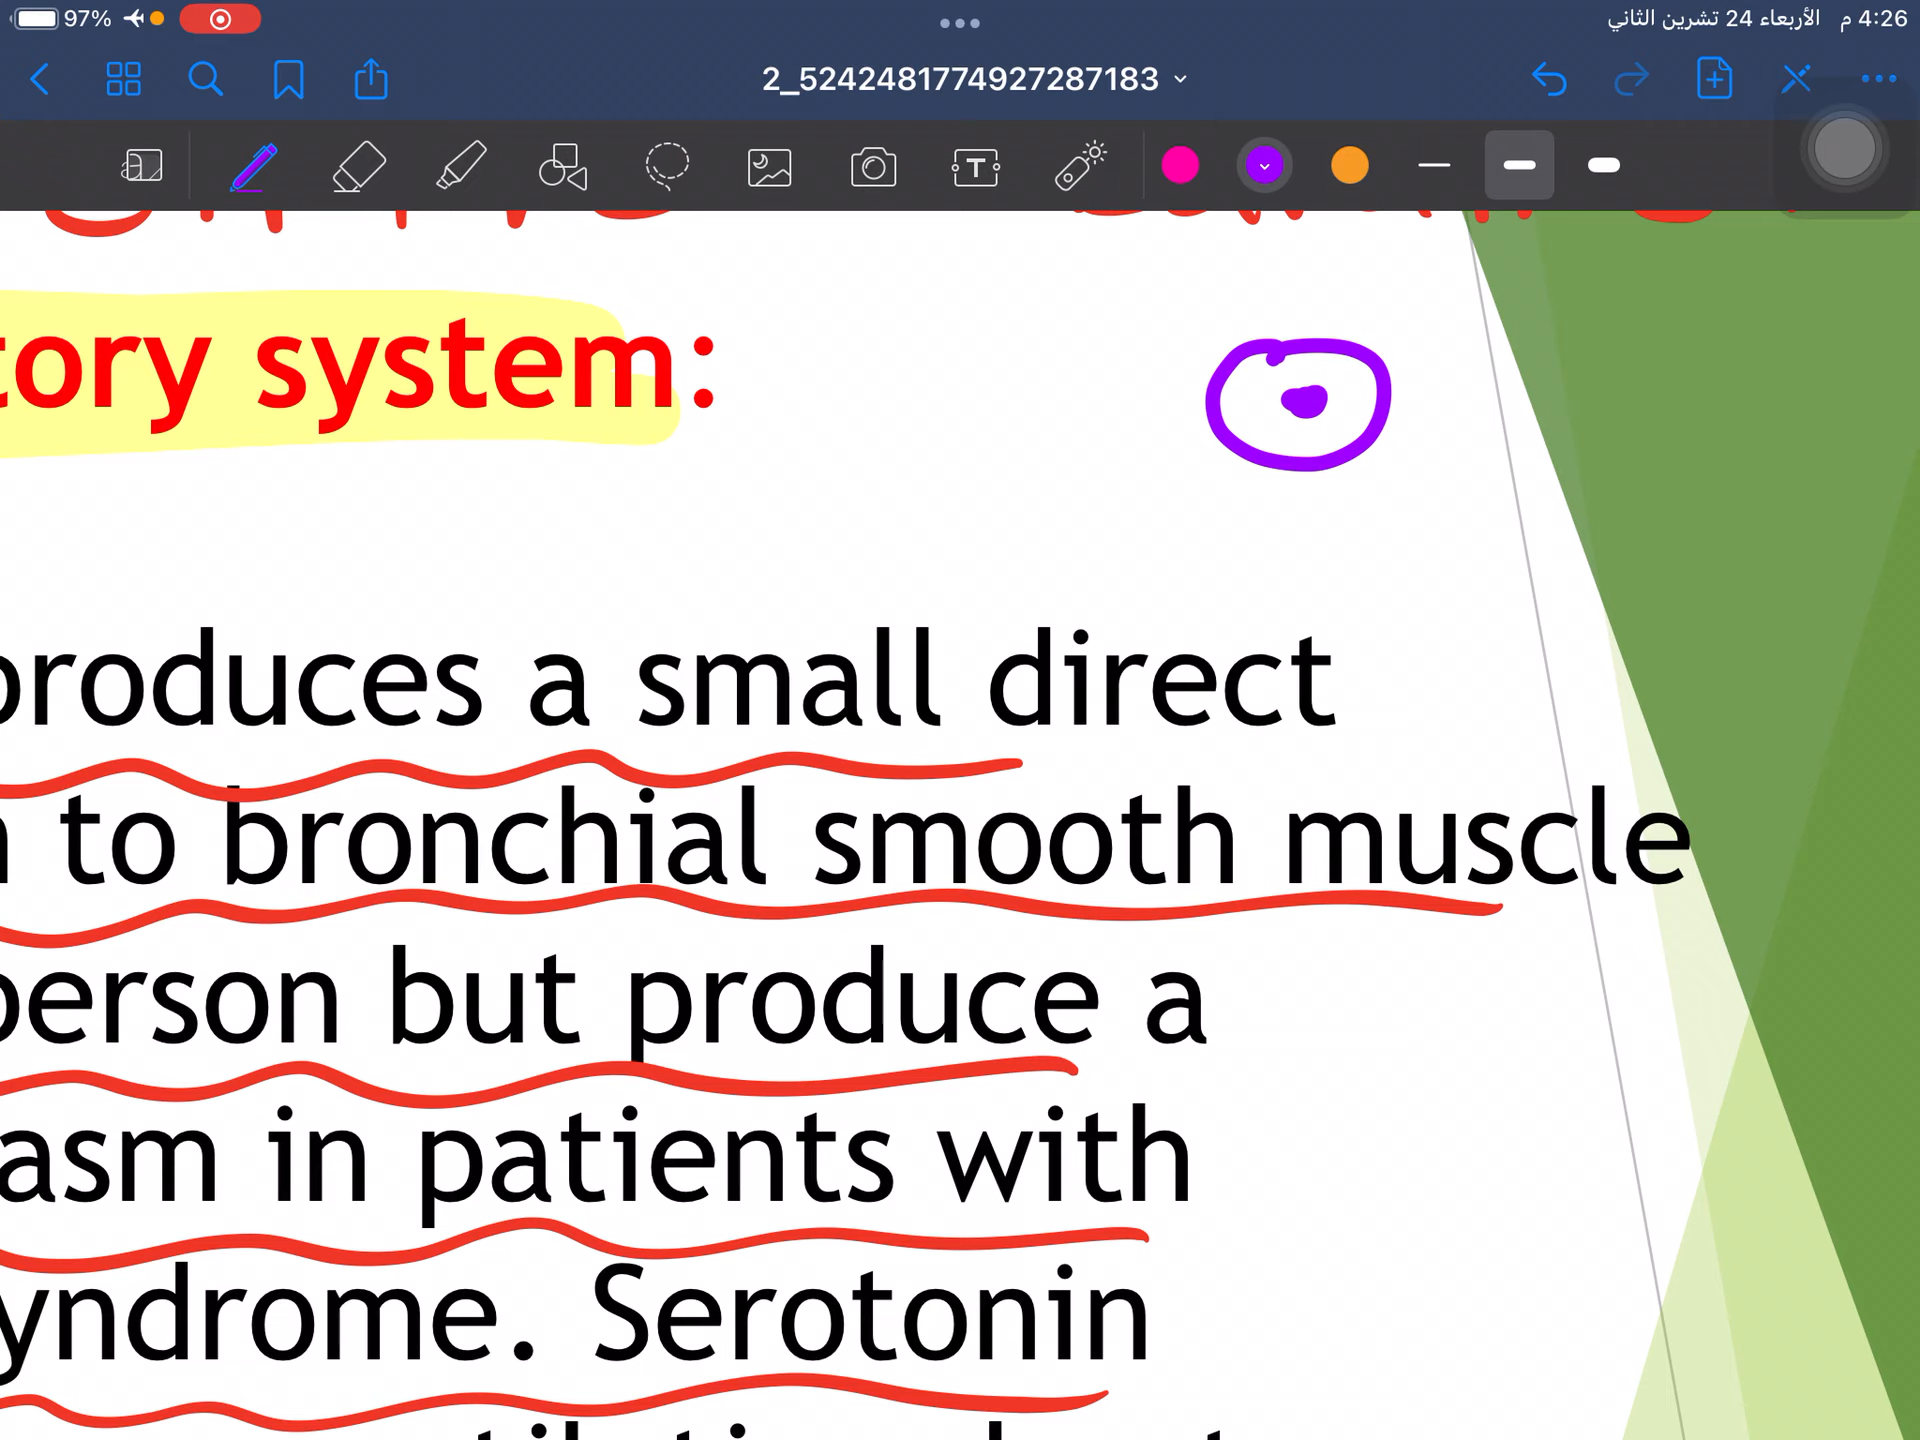 97%
الأربعاء 24 تشرين الثاني 4:26 م
2_5242481774927287183
tory system:
produces a small direct
n to bronchial smooth muscle
person but produce a
asm in patients with
yndrome. Serotonin